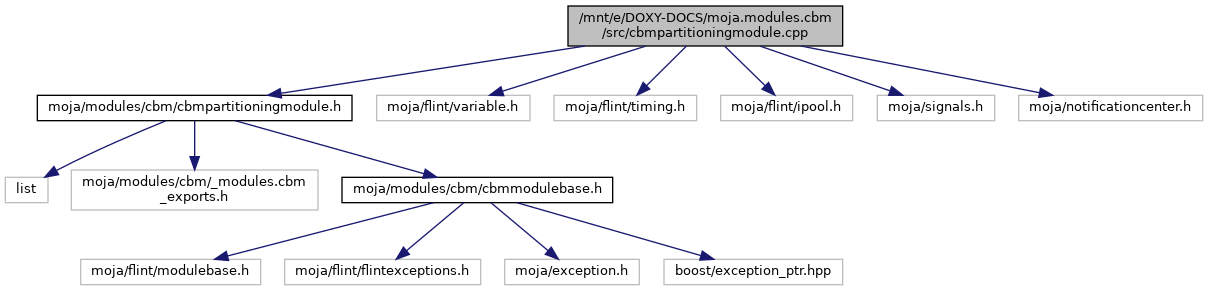 /mnt/e/DOXY-DOCS/moja.modules.cbm
/src/cbmpartitioningmodule.cpp
moja/modules/cbm/cbmpartitioningmodule.h
moja/flint/variable.h
moja/flint/timing.h
moja/flint/ipool.h
moja/signals.h
moja/notificationcenter.h
list
moja/modules/cbm/_modules.cbm
_exports.h
moja/modules/cbm/cbmmodulebase.h
moja/flint/modulebase.h
moja/flint/flintexceptions.h
moja/exception.h
boost/exception_ptr.hpp